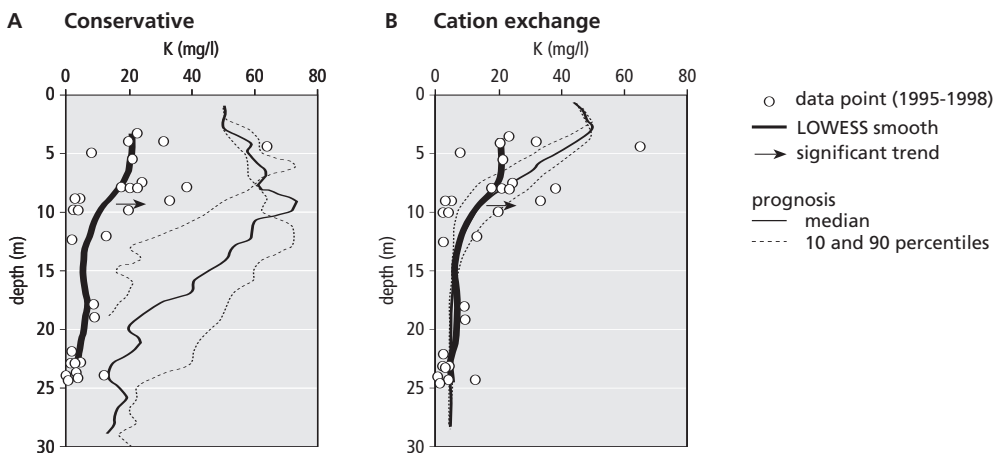 A Conservative
K (mg/l)
0 20 40 60 80
0
5
10
15
20
25
30
depth (m)
B Cation exchange
K (mg/l)
0 20 40 60 80
0
5
10
15
20
25
30
depth (m)
data point (1995-1998)
LOWESS smooth
significant trend
prognosis
median
10 and 90 percentiles